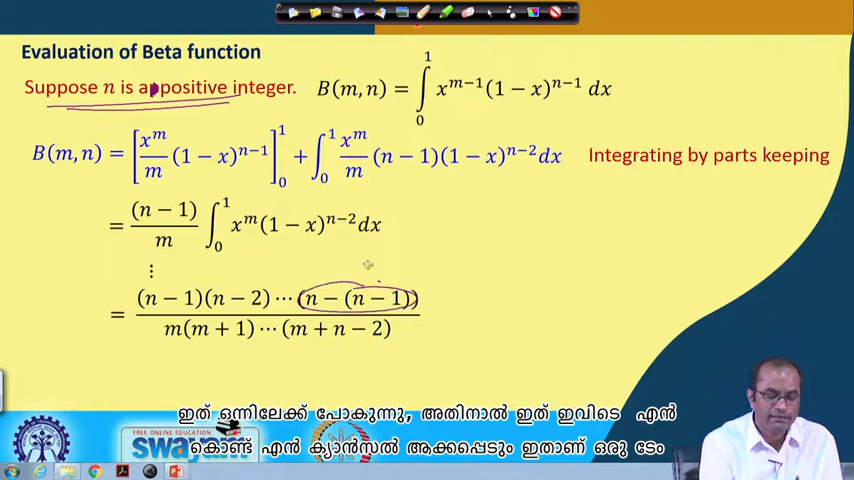 Evaluation of Beta function
Suppose n is a ppositive integer. B(m, n) = ∫₀¹ x^{m−1}(1 − x)^{n−1} dx
B(m, n) = [x^m/m (1 − x)^{n−1}]₀¹ + ∫₀¹ x^m/m (n − 1)(1 − x)^{n−2}dx Integrating by parts keeping
= (n − 1)/m ∫₀¹ x^m(1 − x)^{n−2}dx
⋮
= (n − 1)(n − 2) ⋯ (n − (n − 1))/m(m + 1) ⋯ (m + n − 2)
ഇത് ഒന്നിലേക്ക് പോകുന്നു, അതിനാൽ ഇത് ഇവിടെ എൻ
കൊണ്ട് എൻ ക്യാൻസൽ ആക്കപ്പെടും ഇതാണ് ഒരു ടേം
FREE ONLINE EDUCATION
swayam